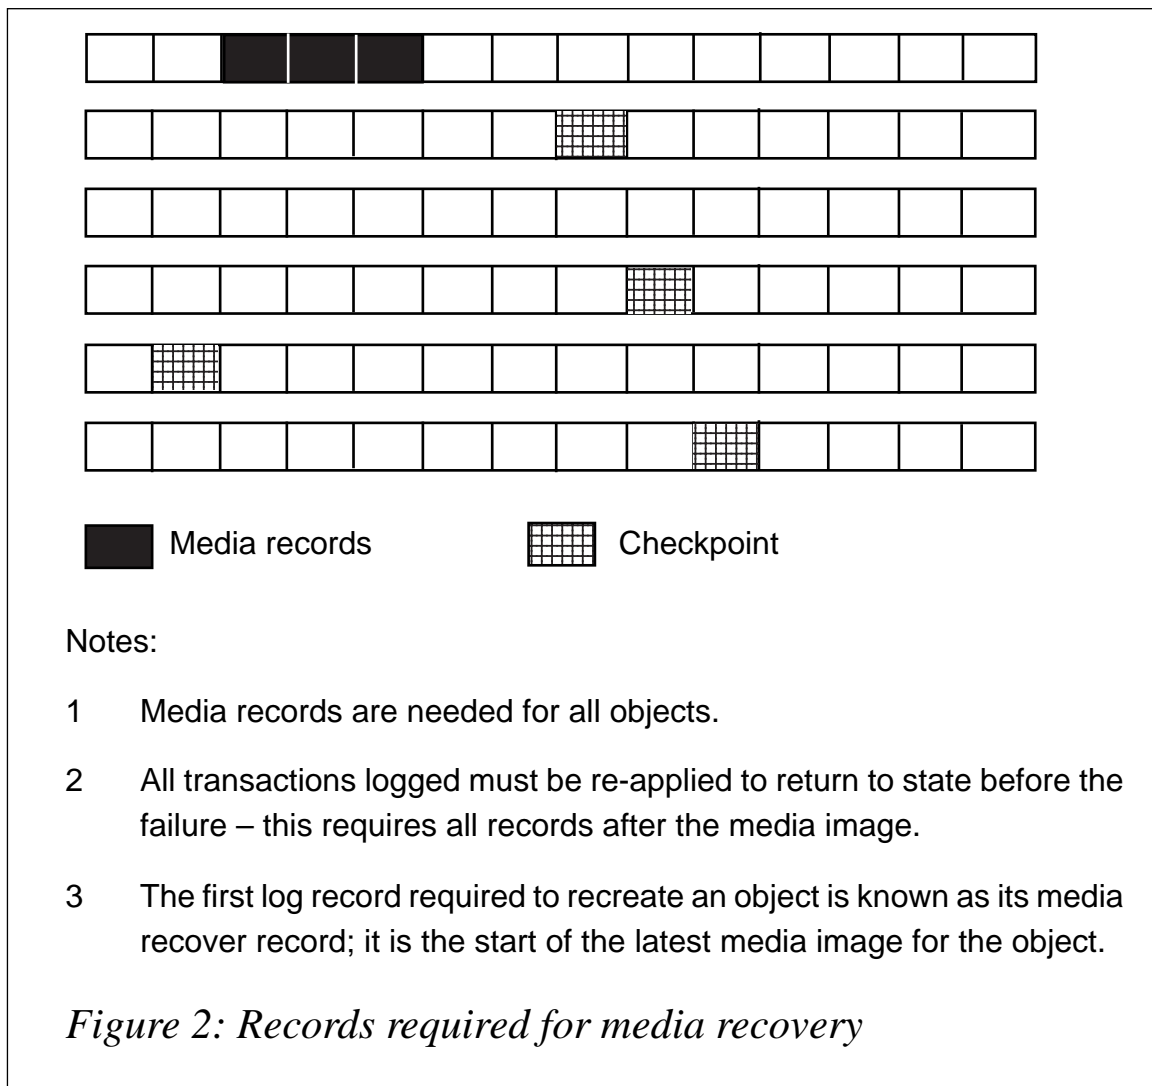 Media records
Checkpoint
Notes:
1 Media records are needed for all objects.
2 All transactions logged must be re-applied to return to state before the
failure – this requires all records after the media image.
3 The first log record required to recreate an object is known as its media
recover record; it is the start of the latest media image for the object.
Figure 2: Records required for media recovery